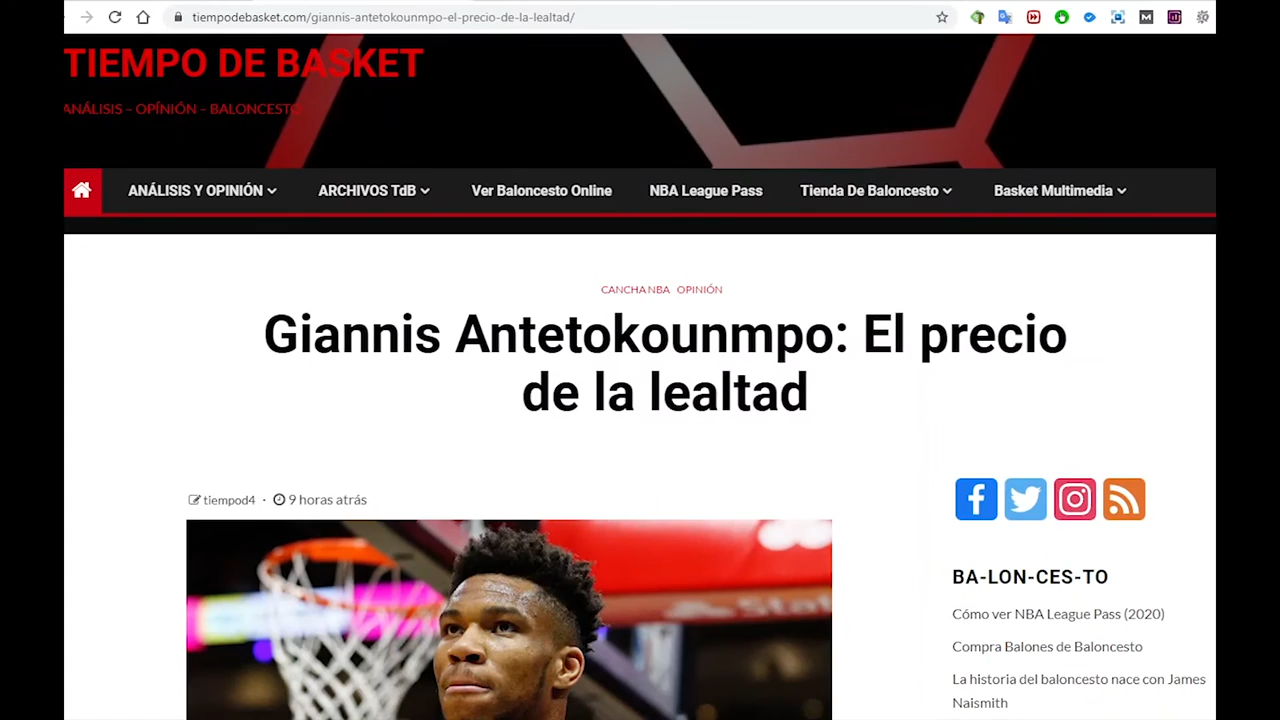 tiempodebasket.com/giannis-antetokounmpo-el-precio-de-la-lealtad/
TIEMPO DE BASKET
ANÁLISIS – OPÍNIÓN – BALONCESTO
ANÁLISIS Y OPINIÓN
ARCHIVOS TdB
Ver Baloncesto Online
NBA League Pass
Tienda De Baloncesto
Basket Multimedia
CANCHA NBA OPINIÓN
Giannis Antetokounmpo: El precio
de la lealtad
tiempod4 · 9 horas atrás
BA-LON-CES-TO
Cómo ver NBA League Pass (2020)
Compra Balones de Baloncesto
La historia del baloncesto nace con James
Naismith